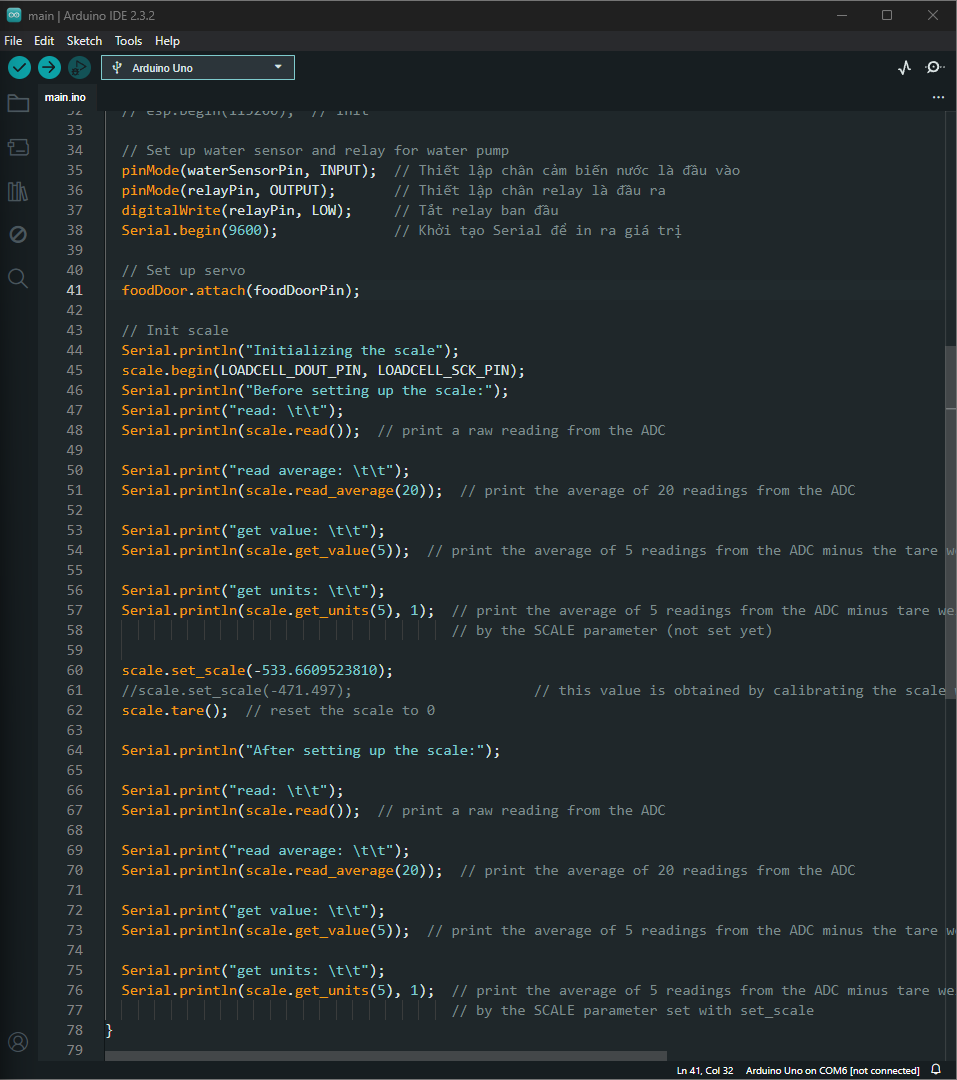 main | Arduino IDE 2.3.2
File Edit Sketch Tools Help
Arduino Uno
main.ino
32 // esp.begin(115200); // Init
33
34 // Set up water sensor and relay for water pump
35 pinMode(waterSensorPin, INPUT); // Thiết lập chân cảm biến nước là đầu vào
36 pinMode(relayPin, OUTPUT); // Thiết lập chân relay là đầu ra
37 digitalWrite(relayPin, LOW); // Tắt relay ban đầu
38 Serial.begin(9600); // Khởi tạo Serial để in ra giá trị
39
40 // Set up servo
41 foodDoor.attach(foodDoorPin);
42
43 // Init scale
44 Serial.println("Initializing the scale");
45 scale.begin(LOADCELL_DOUT_PIN, LOADCELL_SCK_PIN);
46 Serial.println("Before setting up the scale:");
47 Serial.print("read: \t\t");
48 Serial.println(scale.read()); // print a raw reading from the ADC
49
50 Serial.print("read average: \t\t");
51 Serial.println(scale.read_average(20)); // print the average of 20 readings from the ADC
52
53 Serial.print("get value: \t\t");
54 Serial.println(scale.get_value(5)); // print the average of 5 readings from the ADC minus the tare w
55
56 Serial.print("get units: \t\t");
57 Serial.println(scale.get_units(5), 1); // print the average of 5 readings from the ADC minus tare we
58 // by the SCALE parameter (not set yet)
59
60 scale.set_scale(-533.6609523810);
61 //scale.set_scale(-471.497); // this value is obtained by calibrating the scale
62 scale.tare(); // reset the scale to 0
63
64 Serial.println("After setting up the scale:");
65
66 Serial.print("read: \t\t");
67 Serial.println(scale.read()); // print a raw reading from the ADC
68
69 Serial.print("read average: \t\t");
70 Serial.println(scale.read_average(20)); // print the average of 20 readings from the ADC
71
72 Serial.print("get value: \t\t");
73 Serial.println(scale.get_value(5)); // print the average of 5 readings from the ADC minus the tare w
74
75 Serial.print("get units: \t\t");
76 Serial.println(scale.get_units(5), 1); // print the average of 5 readings from the ADC minus tare we
77 // by the SCALE parameter set with set_scale
78 }
79
Ln 41, Col 32 Arduino Uno on COM6 [not connected]